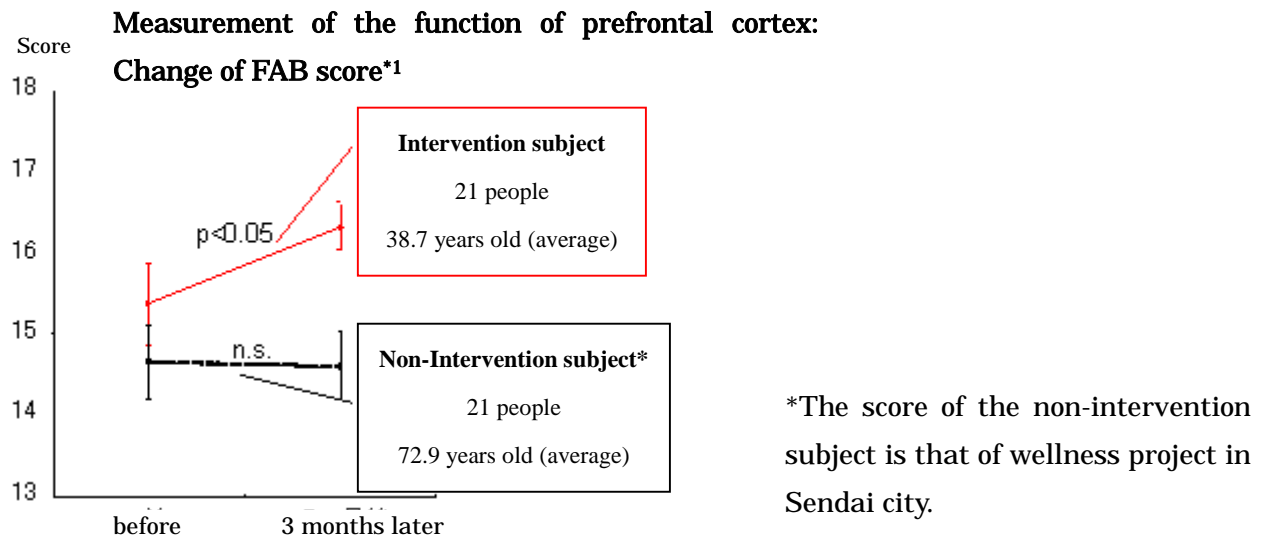 Measurement of the function of prefrontal cortex:
Change of FAB score*1
Score
18
17
16
15
14
13
p<0.05
n.s.
Intervention subject
21 people
38.7 years old (average)
Non-Intervention subject*
21 people
72.9 years old (average)
before
3 months later
*The score of the non-intervention
subject is that of wellness project in
Sendai city.